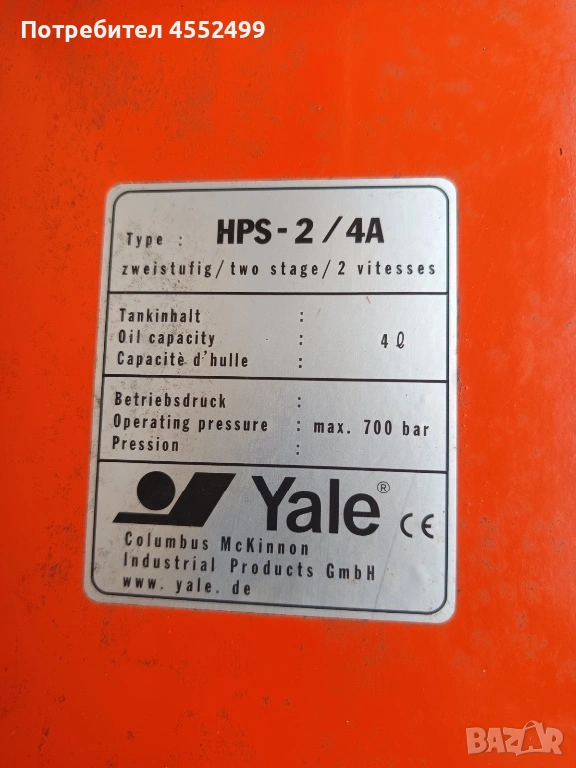 Потребител 4552499
Type : HPS-2/4A
zweistufig/two stage/2 vitesses
Tankinhalt :
Oil capacity : 4 ℓ
Capacitè d'hulle :
Betriebsdruck :
Operating pressure : max. 700 bar
Pression :
Yale® CE
Columbus McKinnon
Industrial Products GmbH
www. yale. de
BAZAR